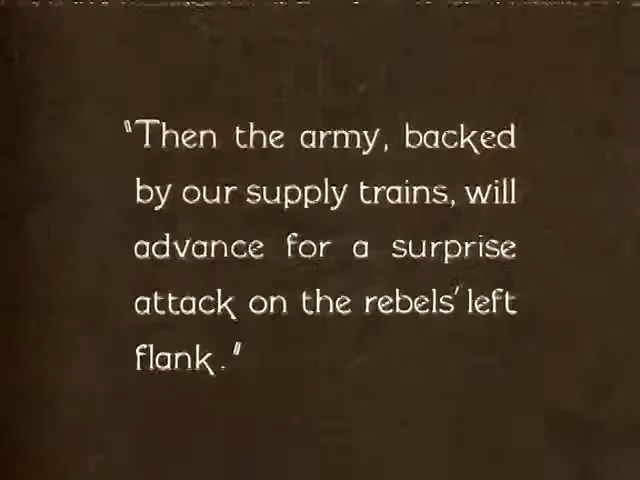 "Then the army, backed
by our supply trains, will
advance for a surprise
attack on the rebels' left
flank."